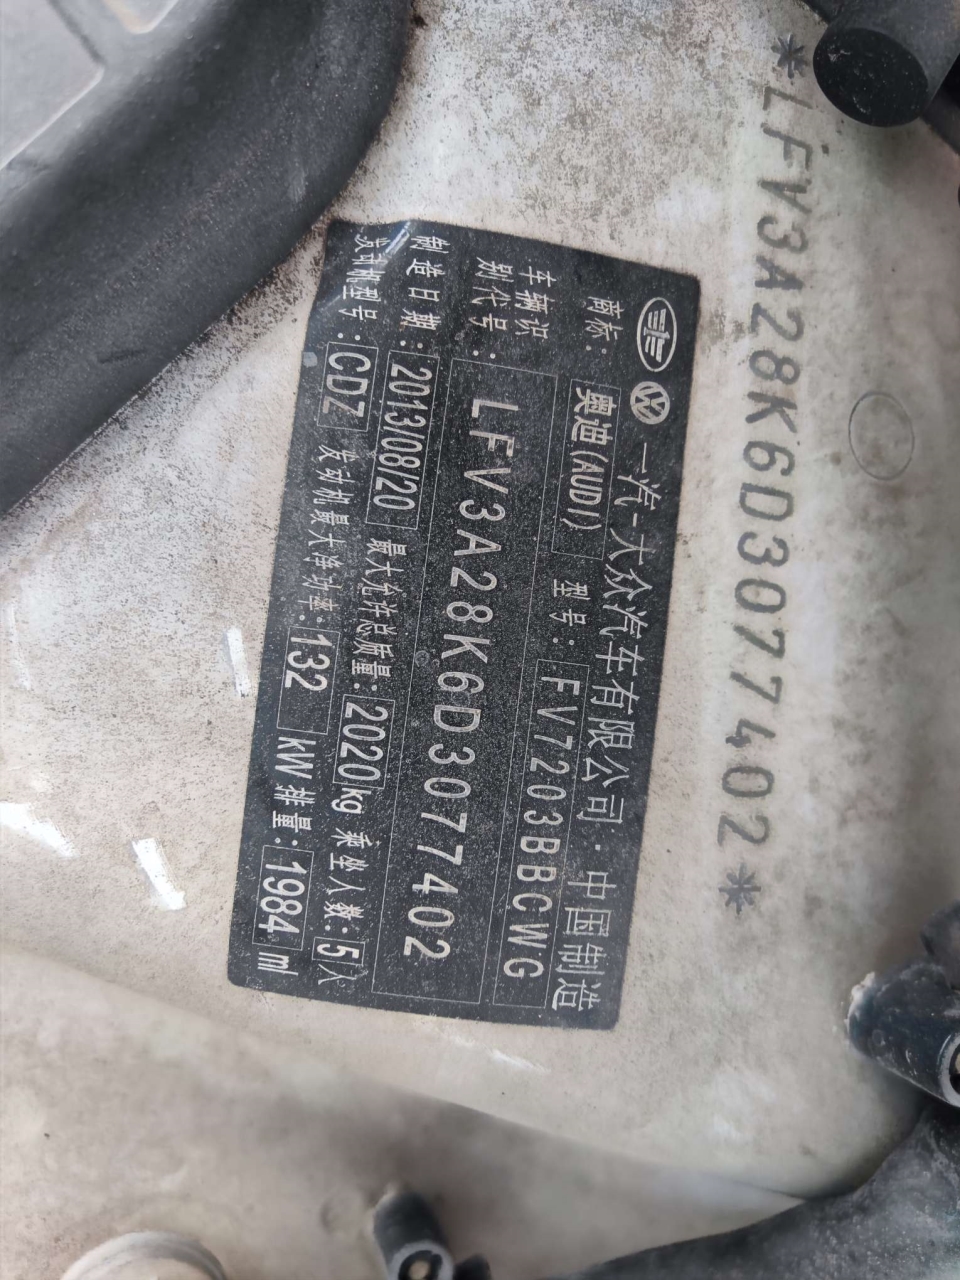 *LFV3A28K6D3077402*
一汽-大众汽车有限公司·中国制造
商标: 奥迪(AUDI) 型号: FV7203BBCWG
车辆识别代号: LFV3A28K6D3077402
制造日期: 2013/08/20 最大允许总质量: 2020kg 乘坐人数: 5人
发动机型号: CDZ 发动机最大净功率: 132 kW 排量: 1984 ml